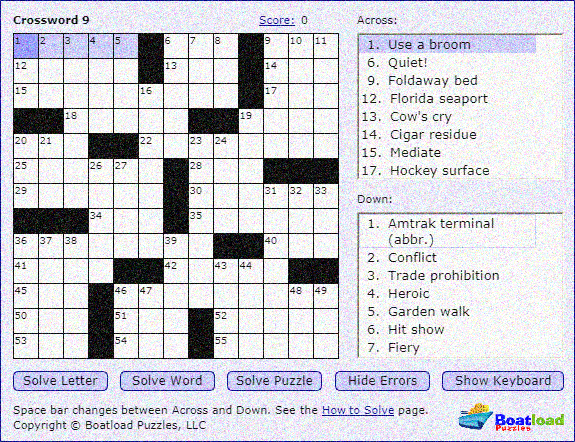 Crossword 9
Score: 0
1 2 3 4 5 6 7 8 9 10 11
12 13 14
15 16 17
18 19
20 21 22 23 24
25 26 27 28
29 30 31 32 33
34 35
36 37 38 39 40
41 42 43 44
45 46 47 48 49
50 51 52
53 54 55
Across:
1. Use a broom
6. Quiet!
9. Foldaway bed
12. Florida seaport
13. Cow's cry
14. Cigar residue
15. Mediate
17. Hockey surface
Down:
1. Amtrak terminal
(abbr.)
2. Conflict
3. Trade prohibition
4. Heroic
5. Garden walk
6. Hit show
7. Fiery
Solve Letter Solve Word Solve Puzzle Hide Errors Show Keyboard
Space bar changes between Across and Down. See the How to Solve page.
Copyright © Boatload Puzzles, LLC
Boatload
Puzzles